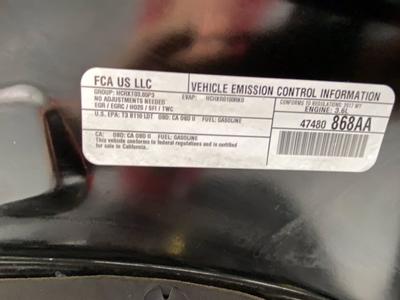 FCA US LLC
VEHICLE EMISSION CONTROL INFORMATION
GROUP: HCRXT03.65P3 EVAP: HCRXR0180RK0
CONFORMS TO REGULATIONS: 2017 MY
NO ADJUSTMENTS NEEDED
ENGINE: 3.6L
EGR / EGRC / HO2S / SFI / TWC
U.S. EPA: T3 B110 LDT OBD: CA OBD II FUEL: GASOLINE
47480 868AA
CA: OBD: CA OBD II FUEL: GASOLINE
This vehicle conforms to federal regulations and is certified
for sale in California.